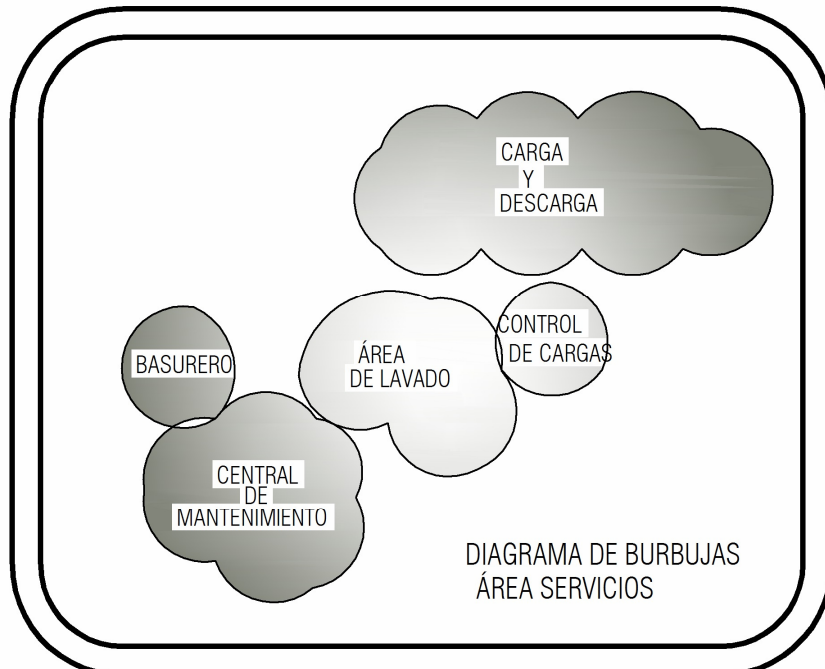 CARGA
Y
DESCARGA
CONTROL
DE CARGAS
ÁREA
DE LAVADO
BASURERO
CENTRAL
DE
MANTENIMIENTO
DIAGRAMA DE BURBUJAS
ÁREA SERVICIOS